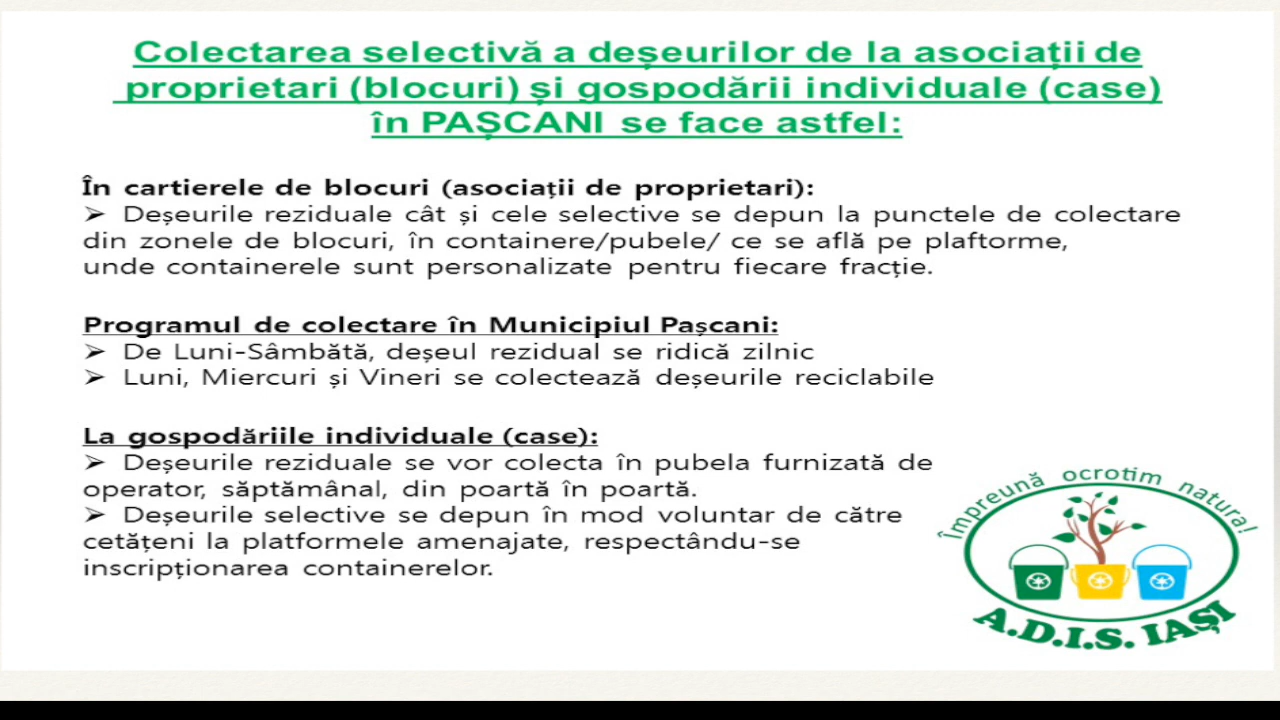 Colectarea selectivă a deșeurilor de la asociații de
proprietari (blocuri) și gospodării individuale (case)
în PAȘCANI se face astfel:
În cartierele de blocuri (asociații de proprietari):
➢ Deșeurile reziduale cât și cele selective se depun la punctele de colectare
din zonele de blocuri, în containere/pubele/ ce se află pe plaftorme,
unde containerele sunt personalizate pentru fiecare fracție.
Programul de colectare în Municipiul Pașcani:
➢ De Luni-Sâmbătă, deșeul rezidual se ridică zilnic
➢ Luni, Miercuri și Vineri se colectează deșeurile reciclabile
La gospodăriile individuale (case):
➢ Deșeurile reziduale se vor colecta în pubela furnizată de
operator, săptămânal, din poartă în poartă.
➢ Deșeurile selective se depun în mod voluntar de către
cetățeni la platformele amenajate, respectându-se
inscripționarea containerelor.
Împreună ocrotim natura!
A.D.I.S. IAȘI